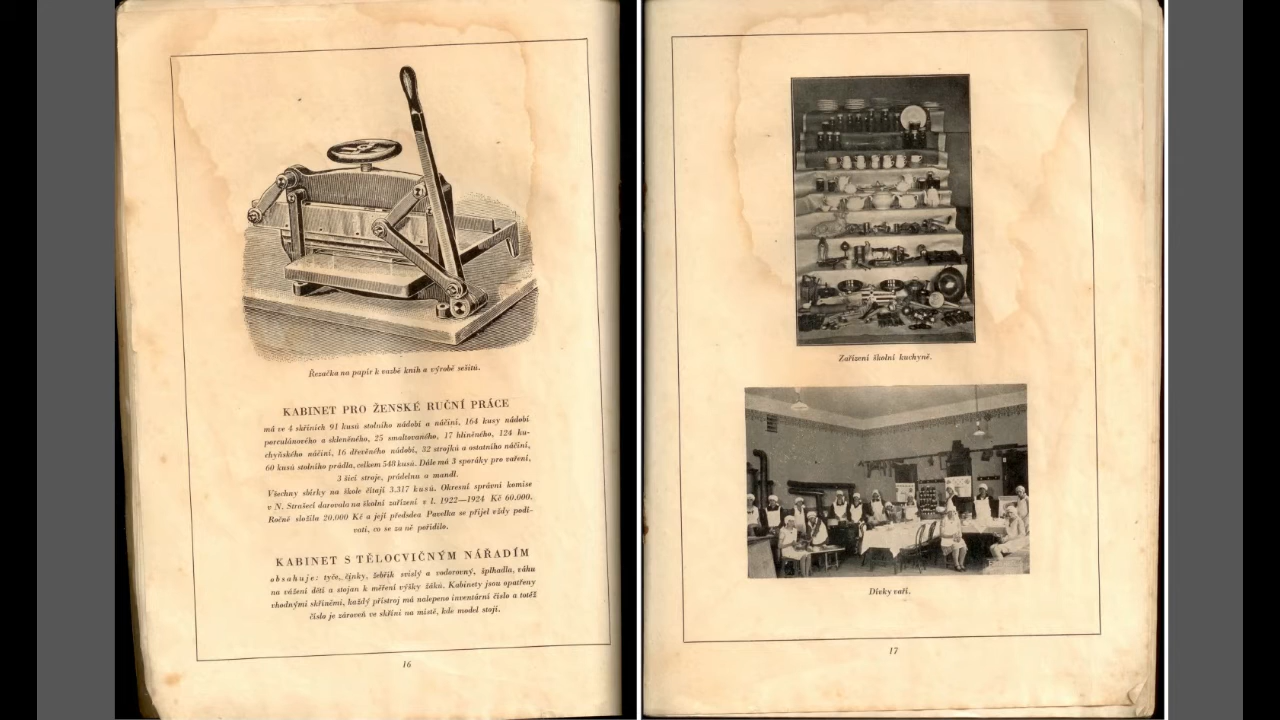 Řezačka na papír k vazbě knih a výrobě sešitů.
KABINET PRO ŽENSKÉ RUČNÍ PRÁCE
má ve 4 skříních 91 kusů stolního nádobí a náčiní, 164 kusy nádobí
porculánového a skleněného, 25 smaltovaného, 17 hliněného, 124 ku-
chyňského náčiní, 16 dřevěného nádobí, 32 strojků a ostatního náčiní,
60 kusů stolního prádla, celkem 548 kusů. Dále má 3 sporáky pro vaření,
3 šicí stroje, prádelnu a mandl.
Všechny sbírky na škole čítají 3.317 kusů. Okresní správní komise
v N. Strašecí darovala na školní zařízení v l. 1922—1924 Kč 60.000.
Ročně složila 20.000 Kč a její předseda Pavelka se přijel vždy podí-
vati, co se za ně pořídilo.
KABINET S TĚLOCVIČNÝM NÁŘADÍM
obsahuje: tyče, činky, žebřík svislý a vodorovný, šplhadla, váhu
na vážení dětí a stojan k měření výšky žáků. Kabinety jsou opatřeny
vhodnými skříněmi, každý přístroj má nalepeno inventární číslo a totéž
číslo je zároveň ve skříni na místě, kde model stojí.
16
Zařízení školní kuchyně.
Dívky vaří.
17